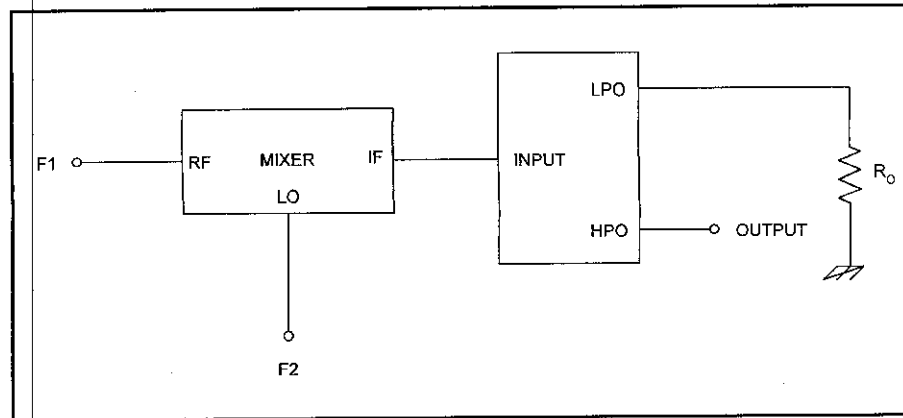 LPO
F1
RF
MIXER
IF
INPUT
LO
R0
HPO
OUTPUT
F2